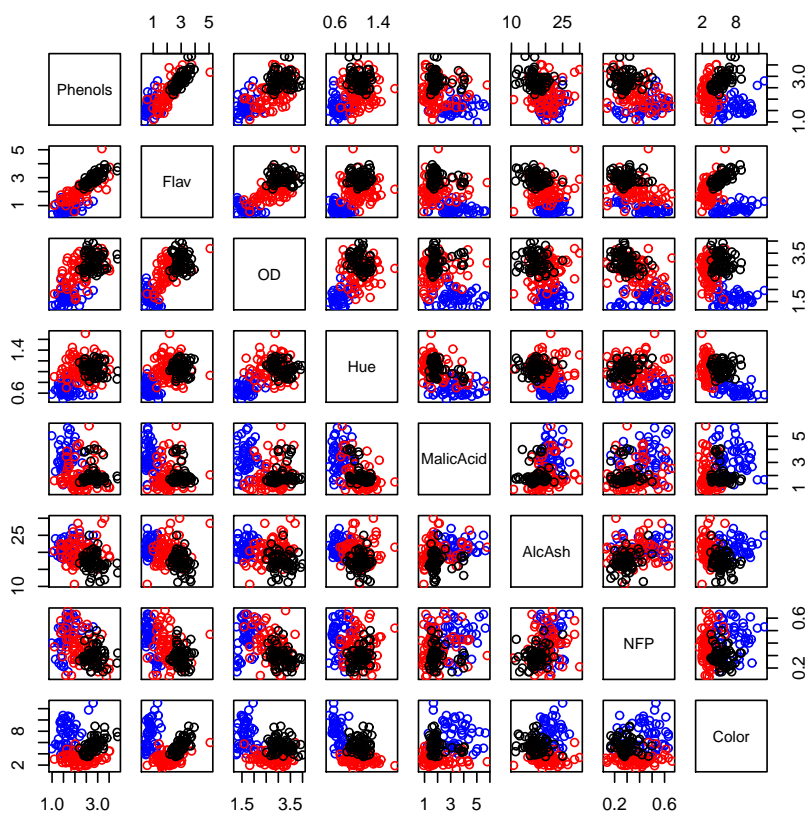 1 3 5 0.6 1.4 10 25 2 8
Phenols 1.0 3.0
1 3 5 Flav
OD 1.5 3.5
0.6 1.4 Hue
MalicAcid 1 3 5
10 25 AlcAsh
NFP 0.2 0.6
2 8 Color
1.0 3.0 1.5 3.5 1 3 5 0.2 0.6